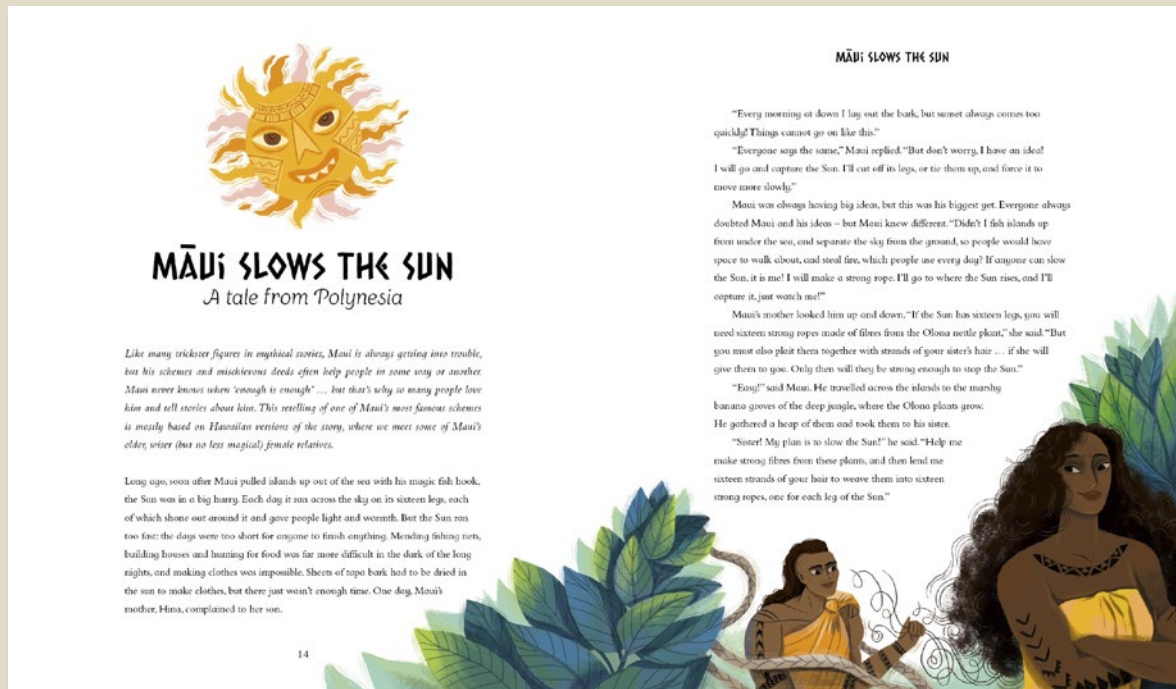 MĀUi SLOWS THE SUN
A tale from Polynesia
Like many trickster figures in mythical stories, Maui is always getting into trouble,
but his schemes and mischievous deeds often help people in some way or another.
Maui never knows when ‘enough is enough’ … but that’s why so many people love
him and tell stories about him. This retelling of one of Maui’s most famous schemes
is mostly based on Hawaiian versions of the story, where we meet some of Maui’s
older, wiser (but no less magical) female relatives.
Long ago, soon after Maui pulled islands up out of the sea with his magic fish hook,
the Sun was in a big hurry. Each day it ran across the sky on its sixteen legs, each
of which shone out around it and gave people light and warmth. But the Sun ran
too fast: the days were too short for anyone to finish anything. Mending fishing nets,
building houses and hunting for food was far more difficult in the dark of the long
nights, and making clothes was impossible. Sheets of tapa bark had to be dried in
the sun to make clothes, but there just wasn’t enough time. One day, Maui’s
mother, Hina, complained to her son.
14
MĀUi SLOWS THE SUN
“Every morning at dawn I lay out the bark, but sunset always comes too
quickly! Things cannot go on like this.”
“Everyone says the same,” Maui replied. “But don’t worry, I have an idea!
I will go and capture the Sun. I’ll cut off its legs, or tie them up, and force it to
move more slowly.”
Maui was always having big ideas, but this was his biggest yet. Everyone always
doubted Maui and his ideas – but Maui knew different. “Didn’t I fish islands up
from under the sea, and separate the sky from the ground, so people would have
space to walk about, and steal fire, which people use every day? If anyone can slow
the Sun, it is me! I will make a strong rope. I’ll go to where the Sun rises, and I’ll
capture it, just watch me!”
Maui’s mother looked him up and down. “If the Sun has sixteen legs, you will
need sixteen strong ropes made of fibres from the Olona nettle plant,” she said. “But
you must also plait them together with strands of your sister’s hair … if she will
give them to you. Only then will they be strong enough to stop the Sun.”
“Easy!” said Maui. He travelled across the islands to the marshy
banana groves of the deep jungle, where the Olona plants grow.
He gathered a heap of them and took them to his sister.
“Sister! My plan is to slow the Sun!” he said. “Help me
make strong fibres from these plants, and then lend me
sixteen strands of your hair to weave them into sixteen
strong ropes, one for each leg of the Sun.”